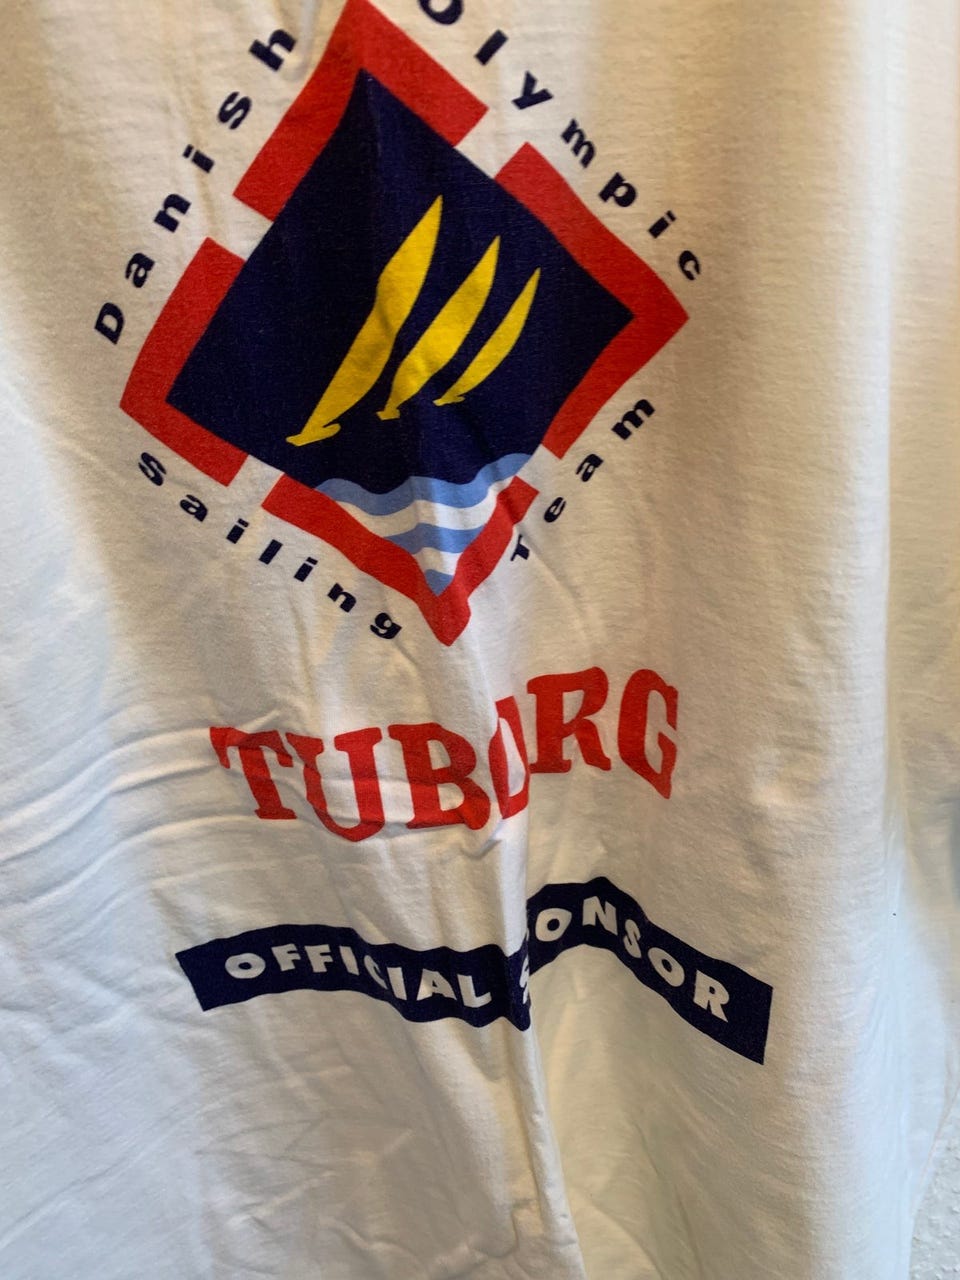 Danish Olympic
Sailing Team
TUBORG
OFFICIAL SPONSOR